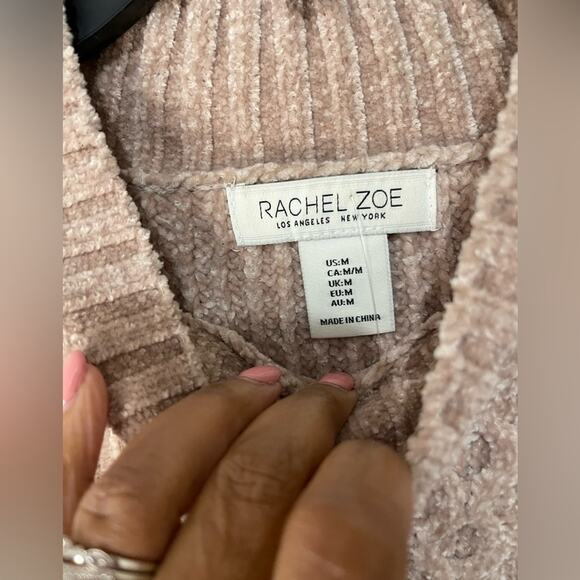 RACHEL ZOE
LOS ANGELES NEW YORK
US:M
CA:M/M
UK:M
EU:M
AU:M
MADE IN CHINA